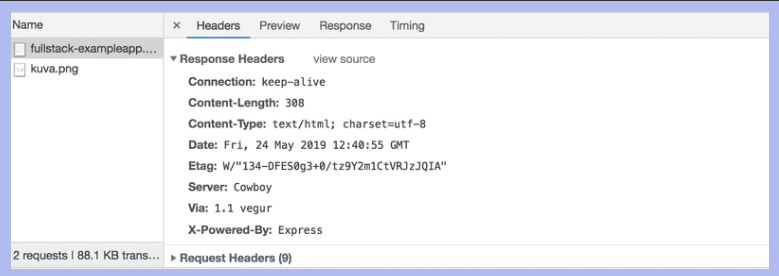 Name
fullstack-exampleapp....
kuva.png
2 requests | 88.1 KB trans...
× Headers Preview Response Timing
▼ Response Headers view source
Connection: keep-alive
Content-Length: 308
Content-Type: text/html; charset=utf-8
Date: Fri, 24 May 2019 12:40:55 GMT
Etag: W/"134-DFES0g3+0/tz9Y2m1CtVRJzJQIA"
Server: Cowboy
Via: 1.1 vegur
X-Powered-By: Express
▶ Request Headers (9)